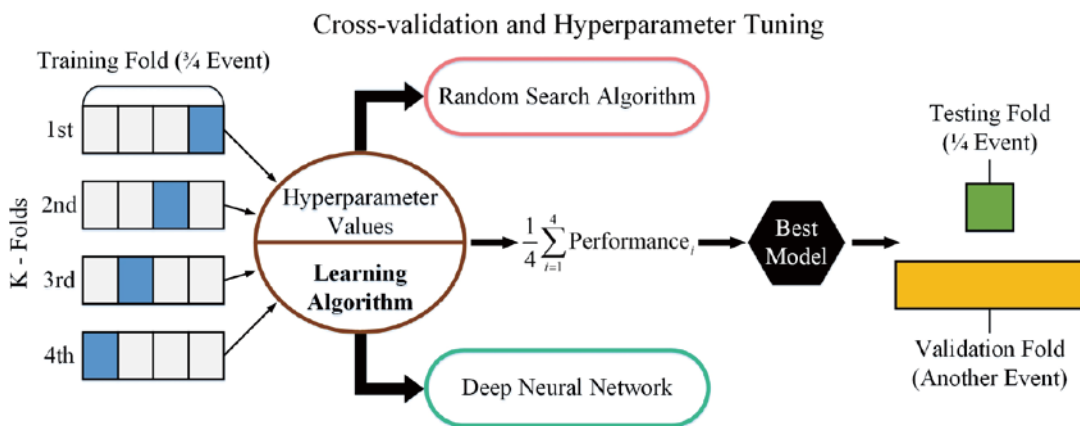 Cross-validation and Hyperparameter Tuning
Training Fold (¾ Event)
K - Folds
1st
2nd
3rd
4th
Random Search Algorithm
Hyperparameter
Values
Learning
Algorithm
Deep Neural Network
1/4 ∑_{i=1}^{4} Performance_i
Best
Model
Testing Fold
(¼ Event)
Validation Fold
(Another Event)